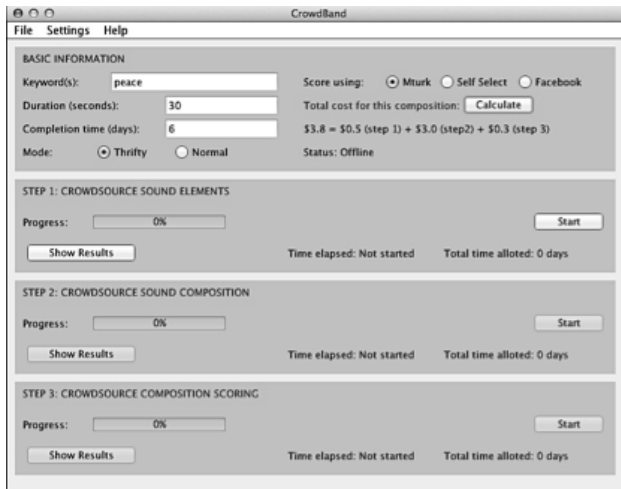 CrowdBand
File Settings Help
BASIC INFORMATION
Keyword(s): peace Score using: Mturk Self Select Facebook
Duration (seconds): 30 Total cost for this composition: Calculate
Completion time (days): 6 $3.8 = $0.5 (step 1) + $3.0 (step2) + $0.3 (step 3)
Mode: Thrifty Normal Status: Offline
STEP 1: CROWDSOURCE SOUND ELEMENTS
Progress: 0% Start
Show Results Time elapsed: Not started Total time alloted: 0 days
STEP 2: CROWDSOURCE SOUND COMPOSITION
Progress: 0% Start
Show Results Time elapsed: Not started Total time alloted: 0 days
STEP 3: CROWDSOURCE COMPOSITION SCORING
Progress: 0% Start
Show Results Time elapsed: Not started Total time alloted: 0 days